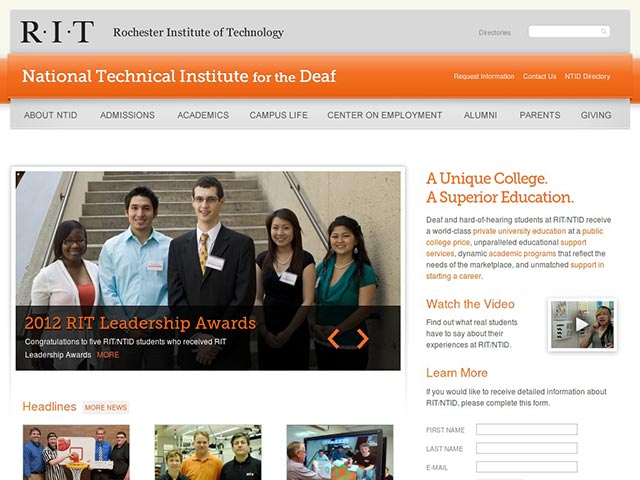 R·I·T Rochester Institute of Technology
Directories
National Technical Institute for the Deaf
Request Information Contact Us NTID Directory
ABOUT NTID ADMISSIONS ACADEMICS CAMPUS LIFE CENTER ON EMPLOYMENT ALUMNI PARENTS GIVING
2012 RIT Leadership Awards
Congratulations to five RIT/NTID students who received RIT
Leadership Awards MORE
A Unique College.
A Superior Education.
Deaf and hard-of-hearing students at RIT/NTID receive
a world-class private university education at a public
college price, unparalleled educational support
services, dynamic academic programs that reflect the
needs of the marketplace, and unmatched support in
starting a career.
Watch the Video
Find out what real students
have to say about their
experiences at RIT/NTID.
Learn More
If you would like to receive detailed information about
RIT/NTID, please complete this form.
FIRST NAME
LAST NAME
E-MAIL
Headlines MORE NEWS